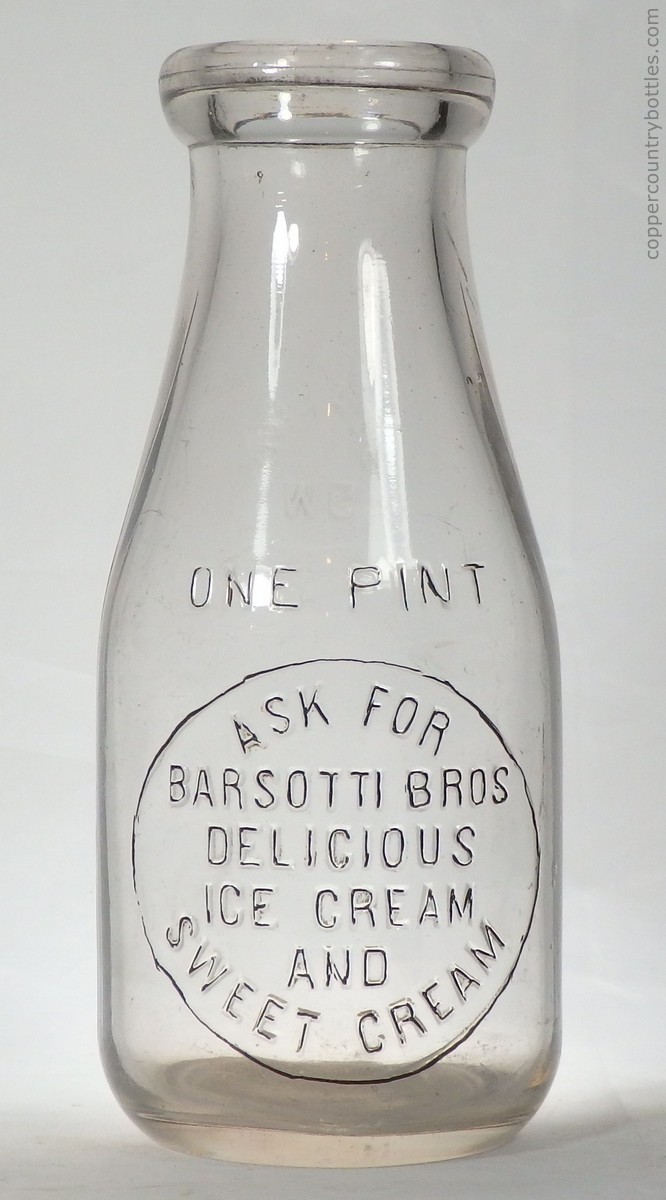 coppercountrybottles.com
ONE PINT
ASK FOR
BARSOTTI BROS
DELICIOUS
ICE CREAM
AND
SWEET CREAM